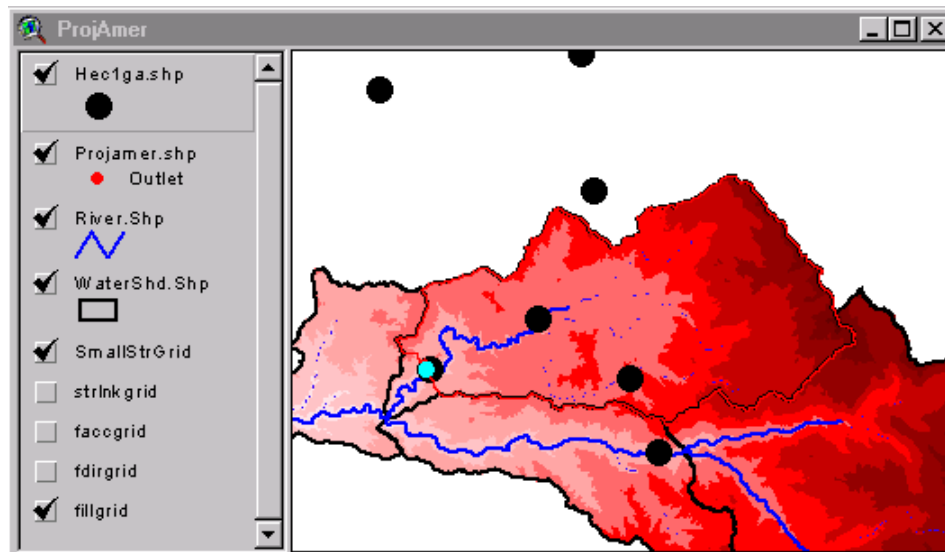 ProjAmer
Hec1ga.shp
Projamer.shp
Outlet
River.Shp
WaterShd.Shp
SmallStrGrid
strlnkgrid
faccgrid
fdirgrid
fillgrid